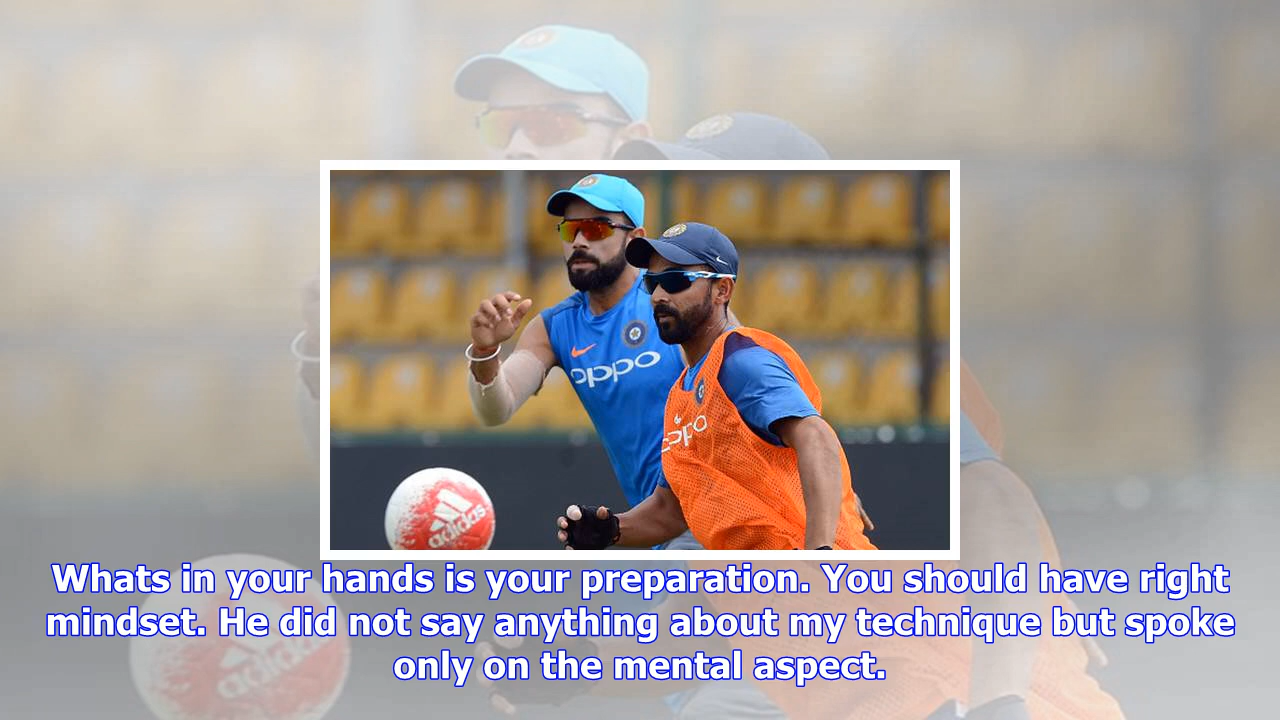 oppo
oppo
adidas
Whats in your hands is your preparation. You should have right
mindset. He did not say anything about my technique but spoke
only on the mental aspect.